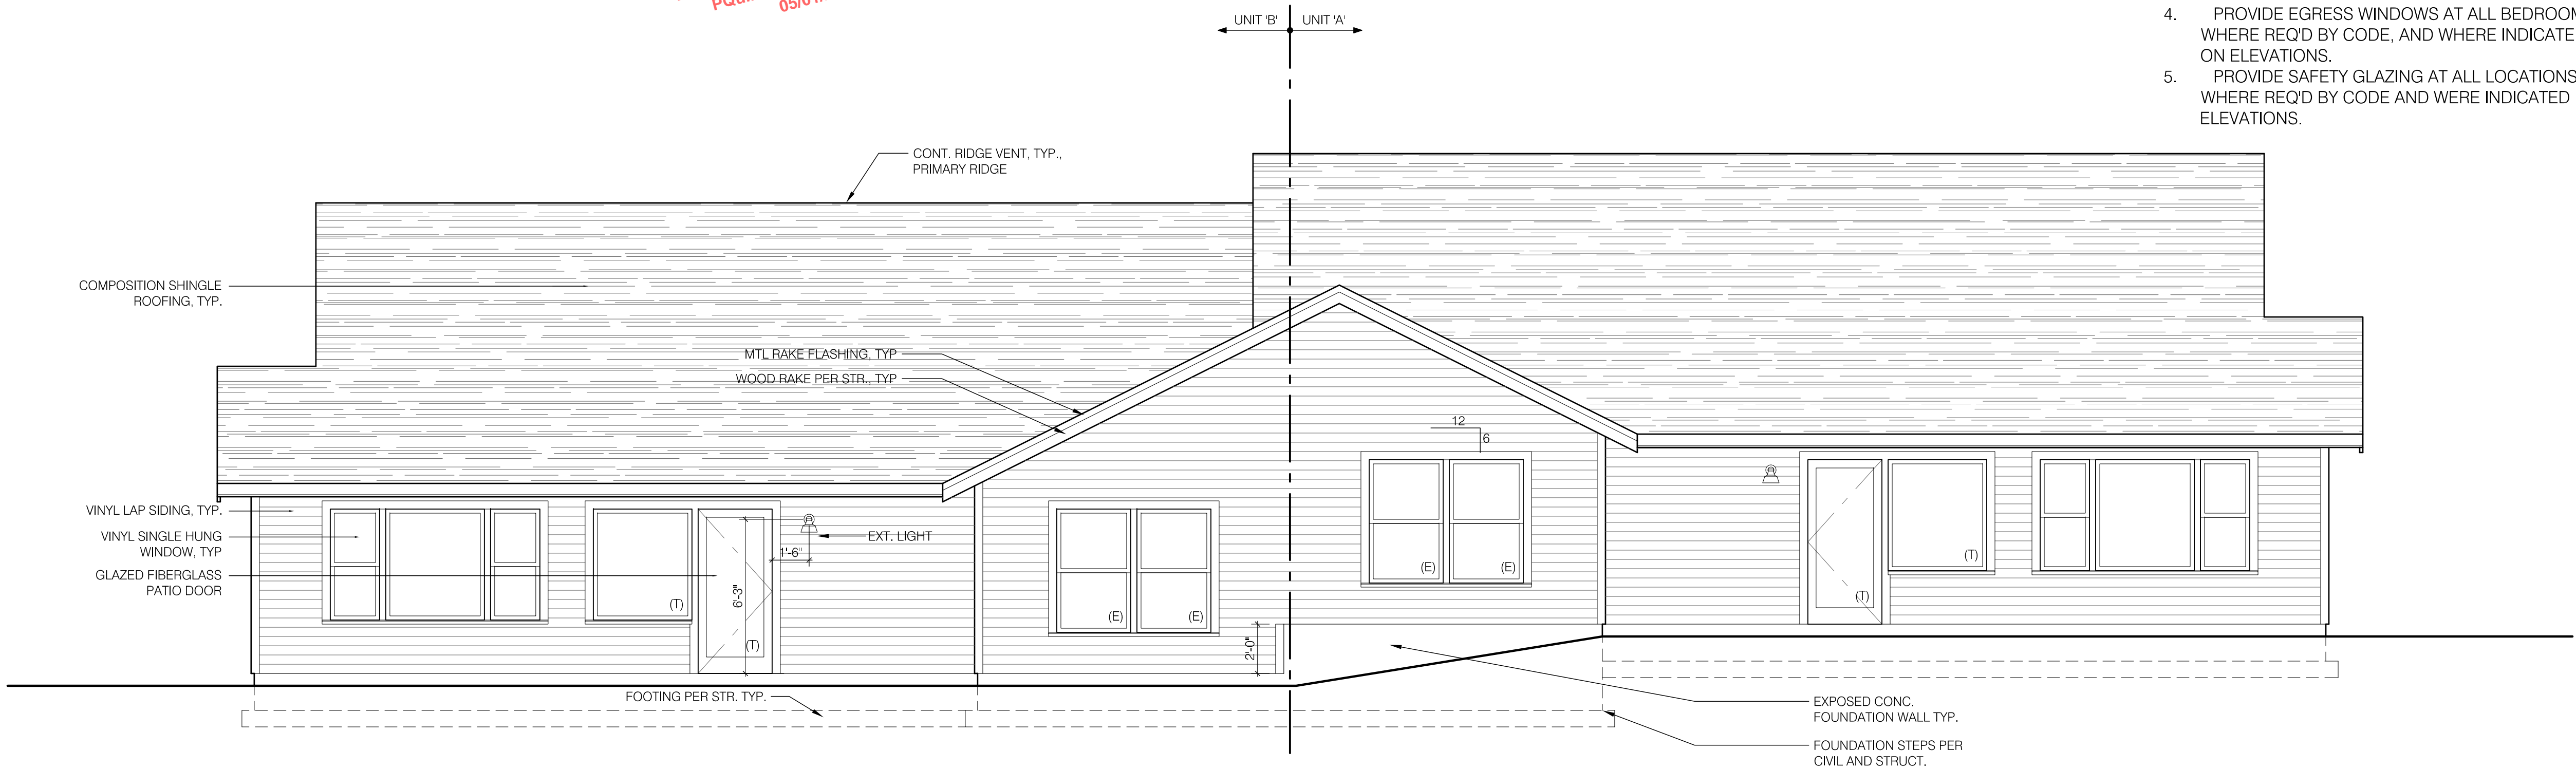 05/01/
UNIT 'B'
UNIT 'A'
4. PROVIDE EGRESS WINDOWS AT ALL BEDROOM
WHERE REQ'D BY CODE, AND WHERE INDICATE
ON ELEVATIONS.
5. PROVIDE SAFETY GLAZING AT ALL LOCATIONS
WHERE REQ'D BY CODE AND WERE INDICATED
ELEVATIONS.
CONT. RIDGE VENT, TYP.,
PRIMARY RIDGE
COMPOSITION SHINGLE
ROOFING, TYP.
MTL RAKE FLASHING, TYP
WOOD RAKE PER STR., TYP
12
6
VINYL LAP SIDING, TYP.
VINYL SINGLE HUNG
WINDOW, TYP
GLAZED FIBERGLASS
PATIO DOOR
EXT. LIGHT
1'-6"
6'-3"
(T)
(T)
(E)
(E)
(E)
(E)
(T)
(T)
2'-0"
FOOTING PER STR. TYP.
EXPOSED CONC.
FOUNDATION WALL TYP.
FOUNDATION STEPS PER
CIVIL AND STRUCT.